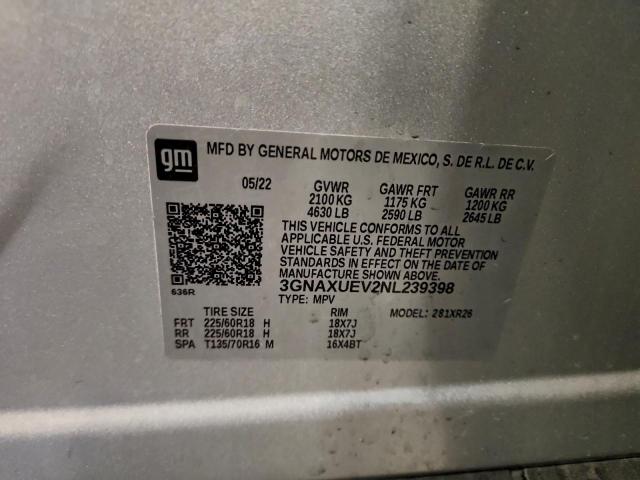 gm MFD BY GENERAL MOTORS DE MEXICO, S. DE R.L. DE C.V.
05/22 GVWR GAWR FRT GAWR RR
2100 KG 1175 KG 1200 KG
4630 LB 2590 LB 2645 LB
THIS VEHICLE CONFORMS TO ALL
APPLICABLE U.S. FEDERAL MOTOR
VEHICLE SAFETY AND THEFT PREVENTION
STANDARDS IN EFFECT ON THE DATE OF
MANUFACTURE SHOWN ABOVE.
636R 3GNAXUEV2NL239398
TYPE: MPV MODEL: 281XR26
TIRE SIZE RIM
FRT 225/60R18 H 18X7J
RR 225/60R18 H 18X7J
SPA T135/70R16 M 16X4BT